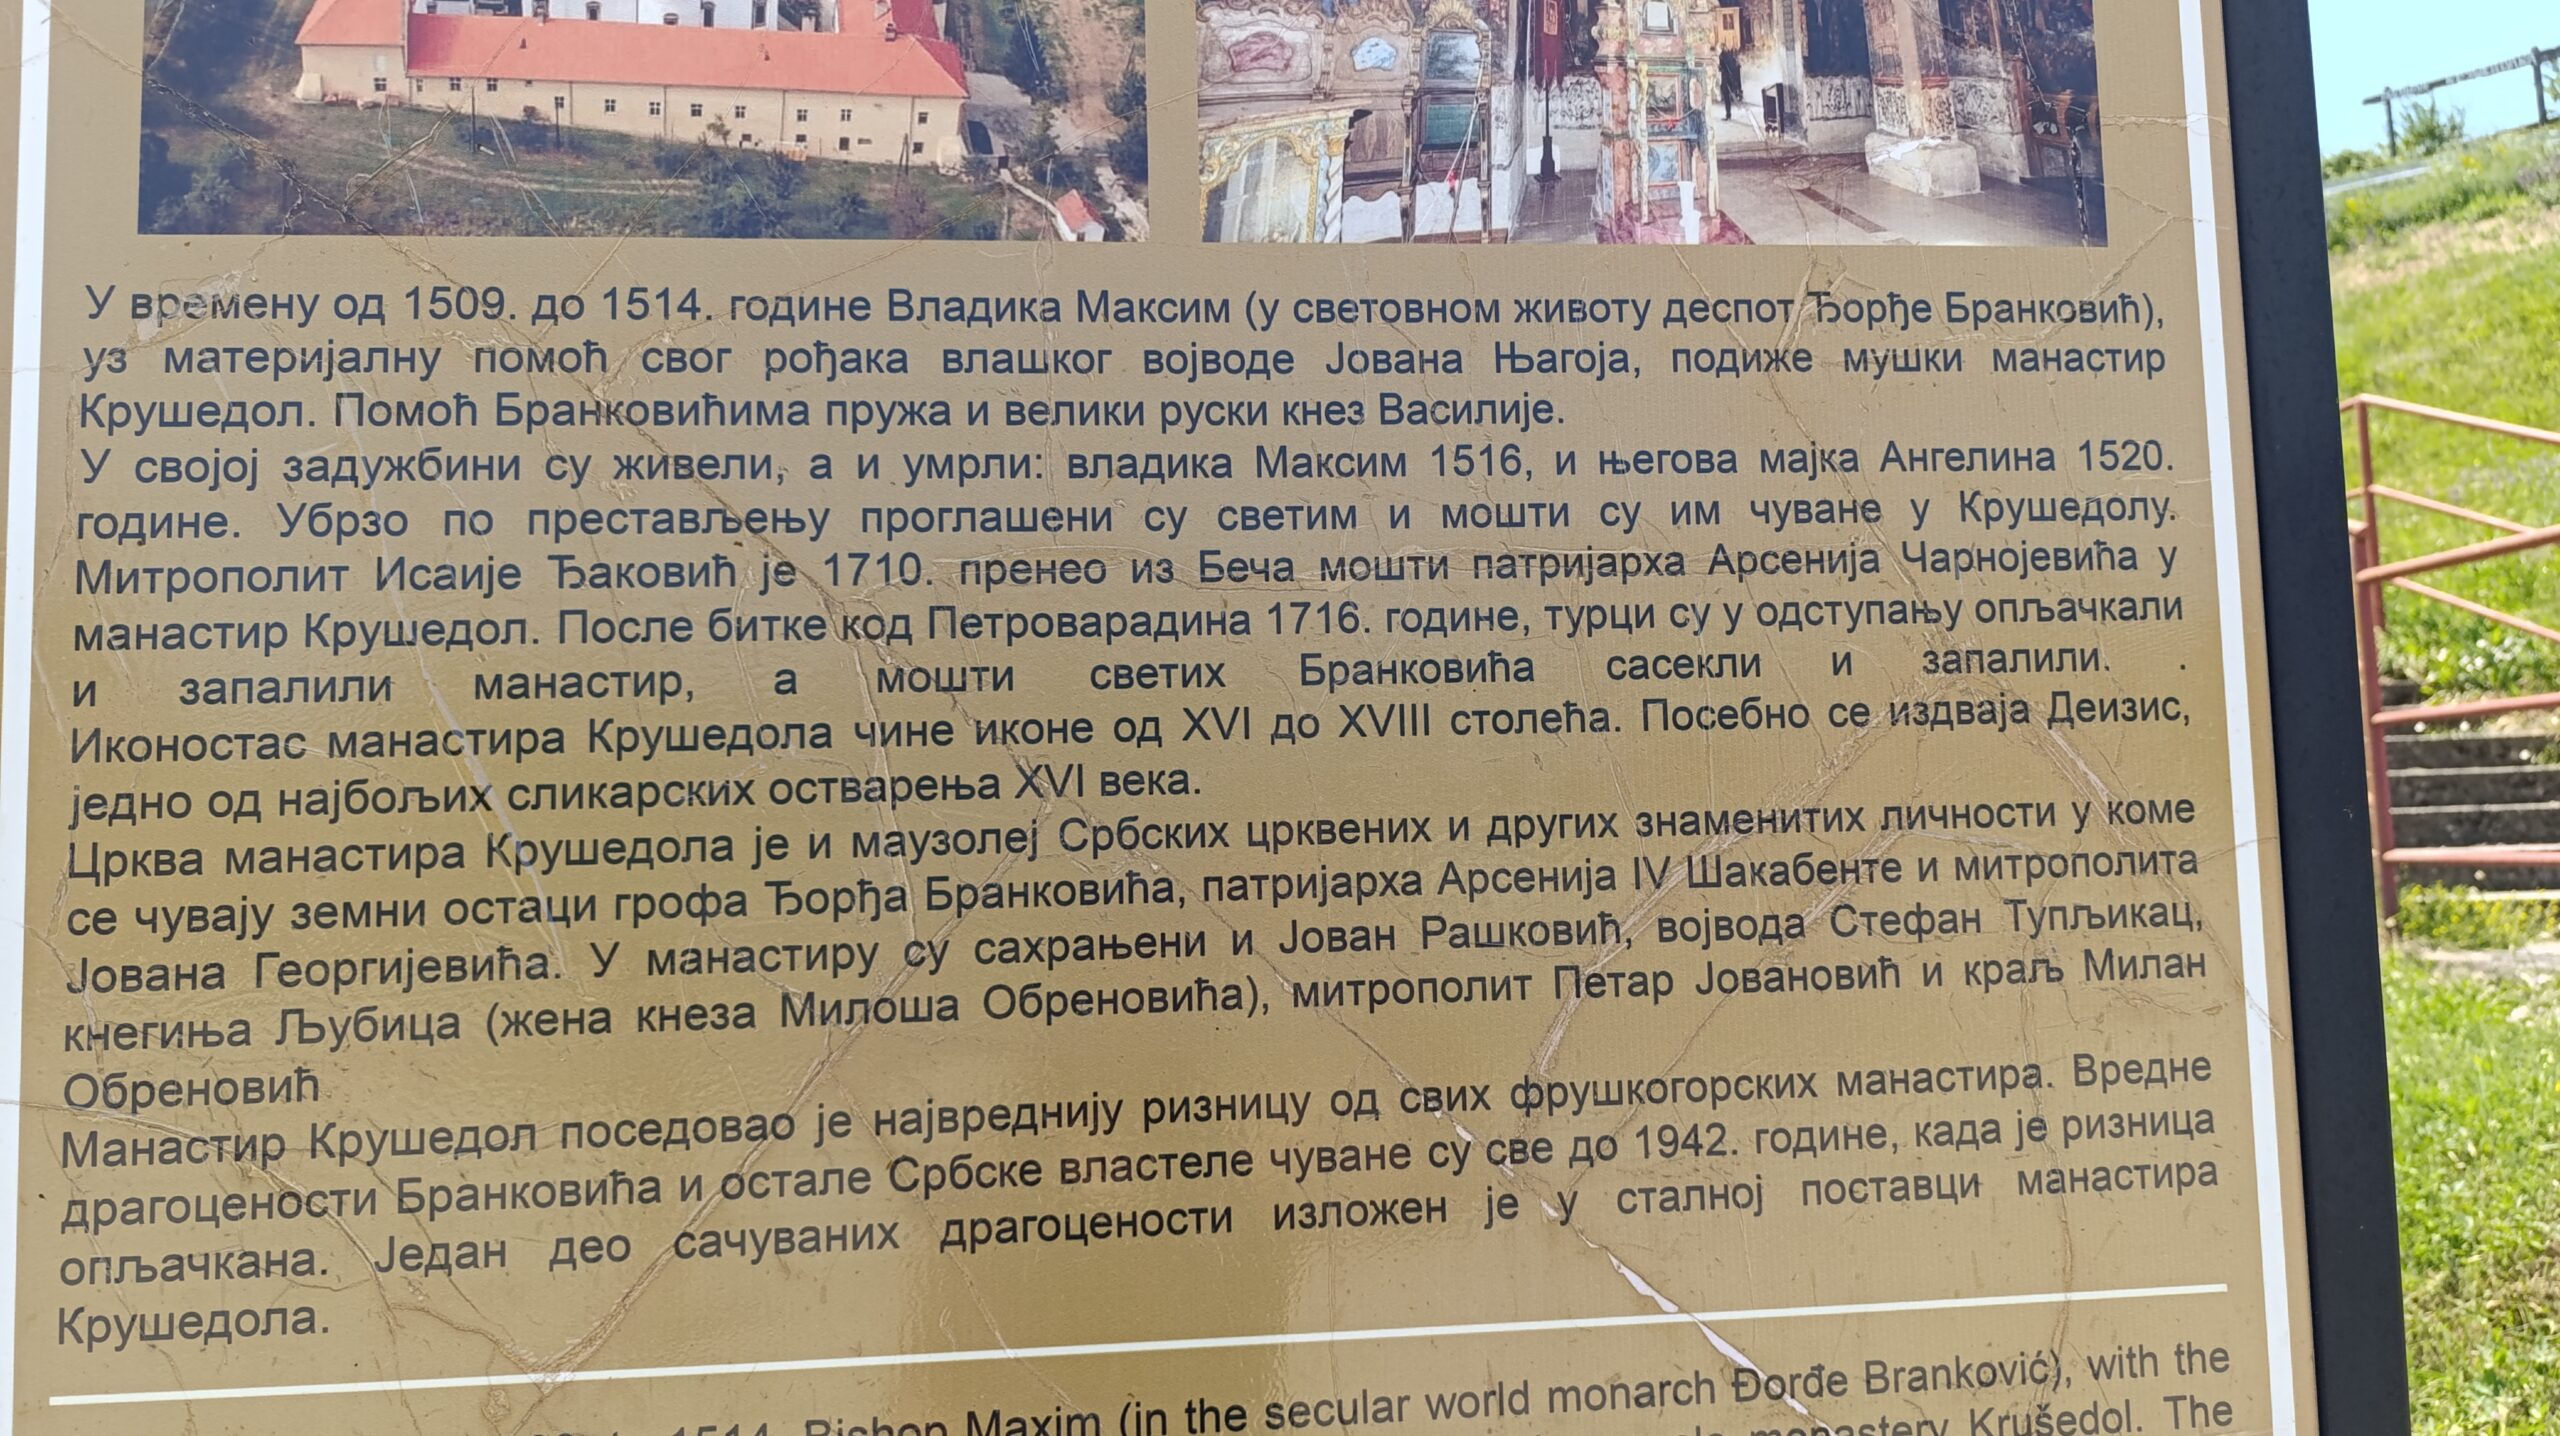 У времену од 1509. до 1514. године Владика Максим (у световном животу деспот Ђорђе Бранковић),
уз материјалну помоћ свог рођака влашког војводе Јована Његоја, подиже мушки манастир
Крушедол. Помоћ Бранковићима пружа и велики руски кнез Василије.
У својој задужбини су живели, а и умрли: владика Максим 1516, и његова мајка Ангелина 1520.
године. Убрзо по престављењу проглашени су светим и мошти су им чуване у Крушедолу.
Митрополит Исаије Ђаковић је 1710. пренео из Беча мошти патријарха Арсенија Чарнојевића у
манастир Крушедол. После битке код Петроварадина 1716. године, турци су у одступању опљачкали
и запалили манастир, а мошти светих Бранковића сасекли и запалили. .
Иконостас манастира Крушедола чине иконе од XVI до XVIII столећа. Посебно се издваја Деизис,
једно од најбољих сликарских остварења XVI века.
Црква манастира Крушедола је и маузолеј Српских црквених и других знаменитих личности у коме
се чувају земни остаци грофа Ђорђа Бранковића, патријарха Арсенија IV Шакабенте и митрополита
Јована Георгијевића. У манастиру су сахрањени и Јован Рашковић, војвода Стефан Тупљикац,
кнегиња Љубица (жена кнеза Милоша Обреновића), митрополит Петар Јовановић и краљ Милан
Обреновић
Манастир Крушедол поседовао је највреднију ризницу од свих фрушкогорских манастира. Вредне
драгоцености Бранковића и остале Србске властеле чуване су све до 1942. године, када је ризница
опљачкана. Један део сачуваних драгоцености изложен је у сталној поставци манастира
Крушедола.
1514. Bishop Maxim (in the secular world monarch Đorđe Branković), with the
monastery Krušedol. The